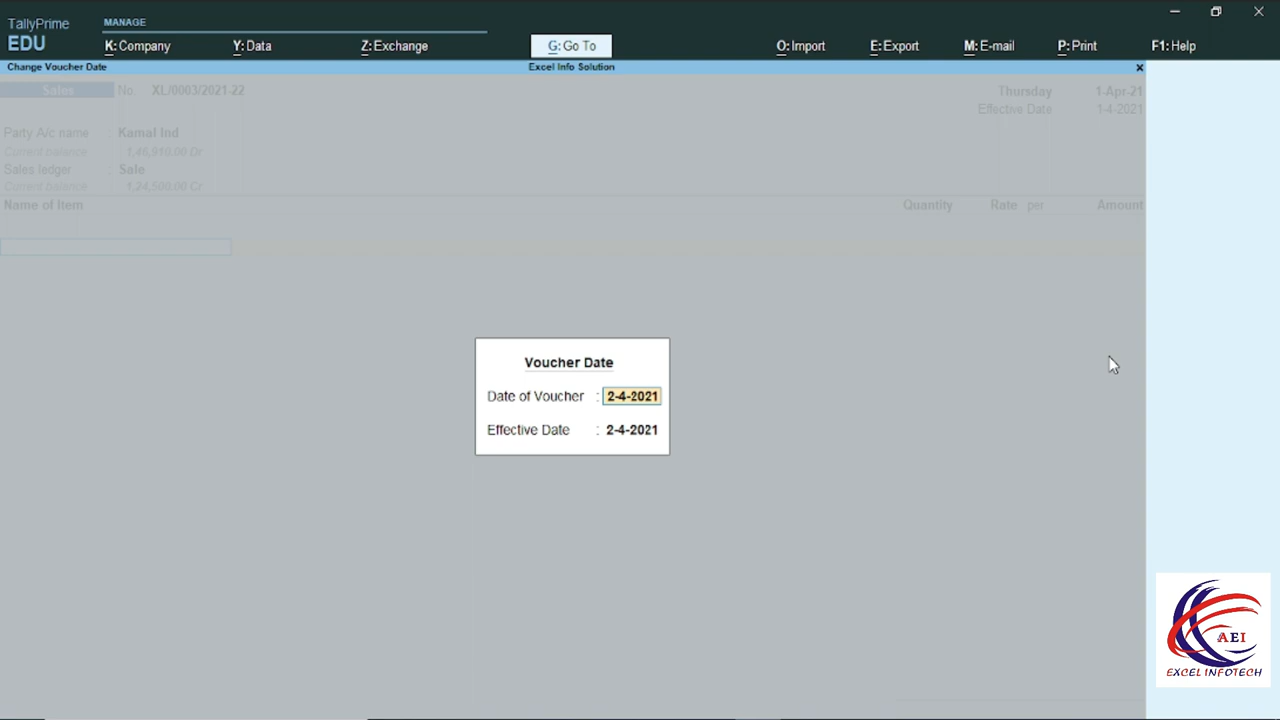 TallyPrime
EDU
MANAGE
K: Company Y: Data Z: Exchange G: Go To O: Import E: Export M: E-mail P: Print F1: Help
Change Voucher Date Excel Info Solution
Sales No. XL/0003/2021-22 Thursday 1-Apr-21
Effective Date 1-4-2021
Party A/c name : Kamal Ind
Current balance : 1,46,910.00 Dr
Sales ledger : Sale
Current balance : 1,24,500.00 Cr
Name of Item Quantity Rate per Amount
Voucher Date
Date of Voucher : 2-4-2021
Effective Date : 2-4-2021
AEI
EXCEL INFOTECH